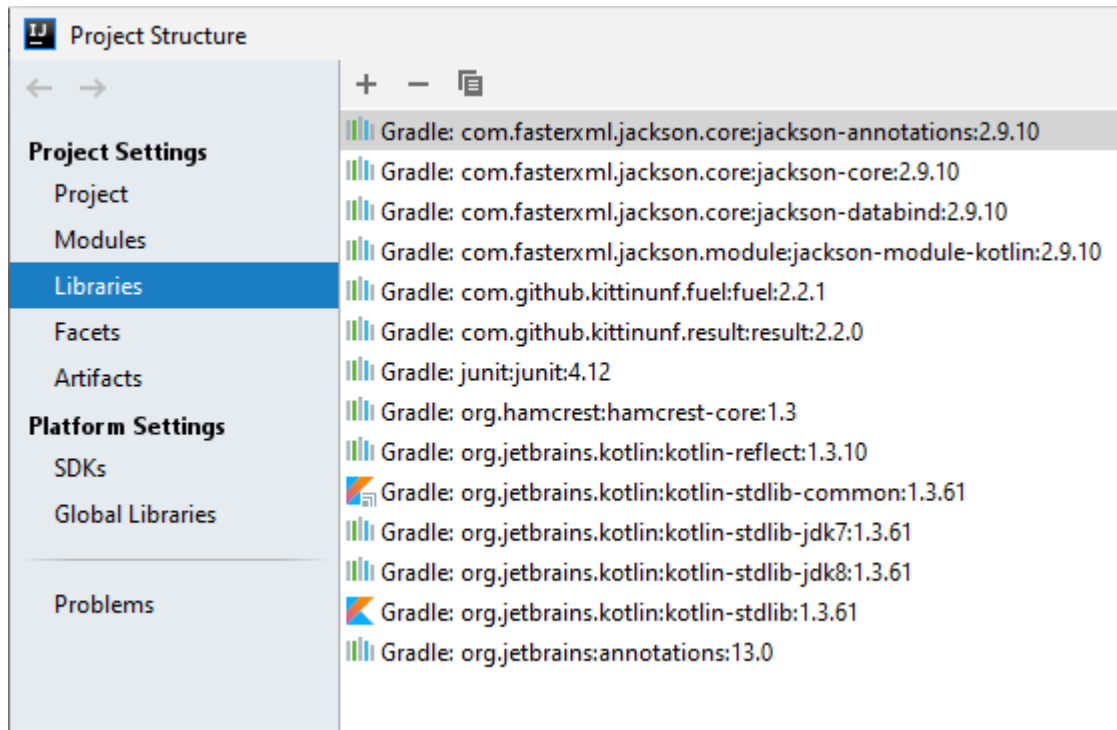 Project Structure
Project Settings
Project
Modules
Libraries
Facets
Artifacts
Platform Settings
SDKs
Global Libraries
Problems
Gradle: com.fasterxml.jackson.core:jackson-annotations:2.9.10
Gradle: com.fasterxml.jackson.core:jackson-core:2.9.10
Gradle: com.fasterxml.jackson.core:jackson-databind:2.9.10
Gradle: com.fasterxml.jackson.module:jackson-module-kotlin:2.9.10
Gradle: com.github.kittinunf.fuel:fuel:2.2.1
Gradle: com.github.kittinunf.result:result:2.2.0
Gradle: junit:junit:4.12
Gradle: org.hamcrest:hamcrest-core:1.3
Gradle: org.jetbrains.kotlin:kotlin-reflect:1.3.10
Gradle: org.jetbrains.kotlin:kotlin-stdlib-common:1.3.61
Gradle: org.jetbrains.kotlin:kotlin-stdlib-jdk7:1.3.61
Gradle: org.jetbrains.kotlin:kotlin-stdlib-jdk8:1.3.61
Gradle: org.jetbrains.kotlin:kotlin-stdlib:1.3.61
Gradle: org.jetbrains:annotations:13.0